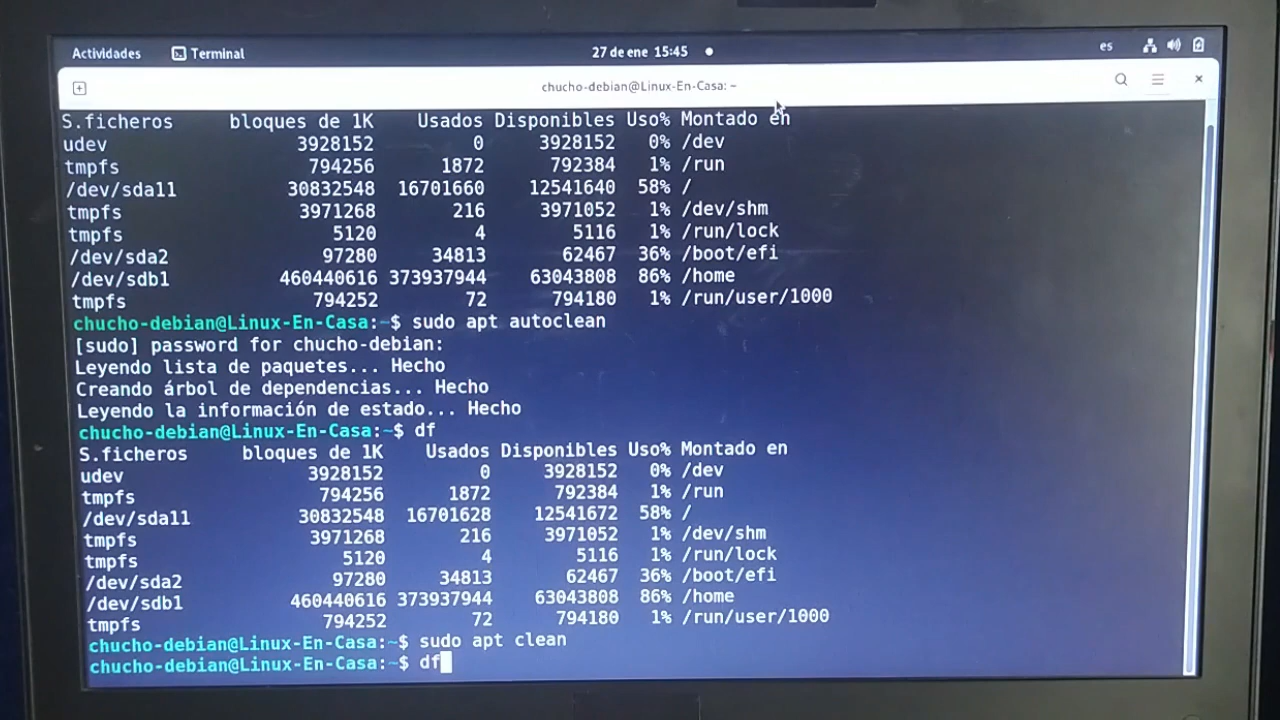 Actividades Terminal 27 de ene 15:45 es
chucho-debian@Linux-En-Casa: ~
S.ficheros bloques de 1K Usados Disponibles Uso% Montado en
udev 3928152 0 3928152 0% /dev
tmpfs 794256 1872 792384 1% /run
/dev/sda11 30832548 16701660 12541640 58% /
tmpfs 3971268 216 3971052 1% /dev/shm
tmpfs 5120 4 5116 1% /run/lock
/dev/sda2 97280 34813 62467 36% /boot/efi
/dev/sdb1 460440616 373937944 63043808 86% /home
tmpfs 794252 72 794180 1% /run/user/1000
chucho-debian@Linux-En-Casa:~$ sudo apt autoclean
[sudo] password for chucho-debian:
Leyendo lista de paquetes... Hecho
Creando árbol de dependencias... Hecho
Leyendo la información de estado... Hecho
chucho-debian@Linux-En-Casa:~$ df
S.ficheros bloques de 1K Usados Disponibles Uso% Montado en
udev 3928152 0 3928152 0% /dev
tmpfs 794256 1872 792384 1% /run
/dev/sda11 30832548 16701628 12541672 58% /
tmpfs 3971268 216 3971052 1% /dev/shm
tmpfs 5120 4 5116 1% /run/lock
/dev/sda2 97280 34813 62467 36% /boot/efi
/dev/sdb1 460440616 373937944 63043808 86% /home
tmpfs 794252 72 794180 1% /run/user/1000
chucho-debian@Linux-En-Casa:~$ sudo apt clean
chucho-debian@Linux-En-Casa:~$ df